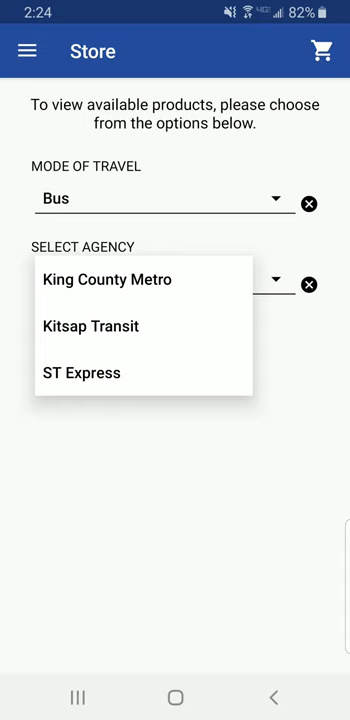 2:24
82%
Store
To view available products, please choose
from the options below.
MODE OF TRAVEL
Bus
SELECT AGENCY
King County Metro
Kitsap Transit
ST Express